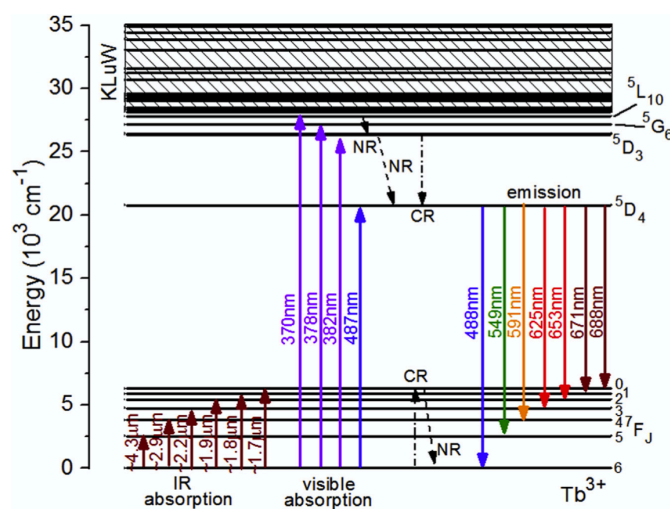 35
30
25
20
15
10
5
0
Energy (10³ cm⁻¹)
KLuW
⁵L₁₀
⁵G₆
⁵D₃
⁵D₄
NR
NR
CR
emission
370nm
378nm
382nm
487nm
488nm
549nm
591nm
625nm
653nm
671nm
688nm
CR
NR
0
1
2
3
4
⁷F_J
5
6
~4.3µm
~2.9µm
~2.2µm
~1.9µm
~1.8µm
~1.7µm
IR
absorption
visible
absorption
Tb³⁺